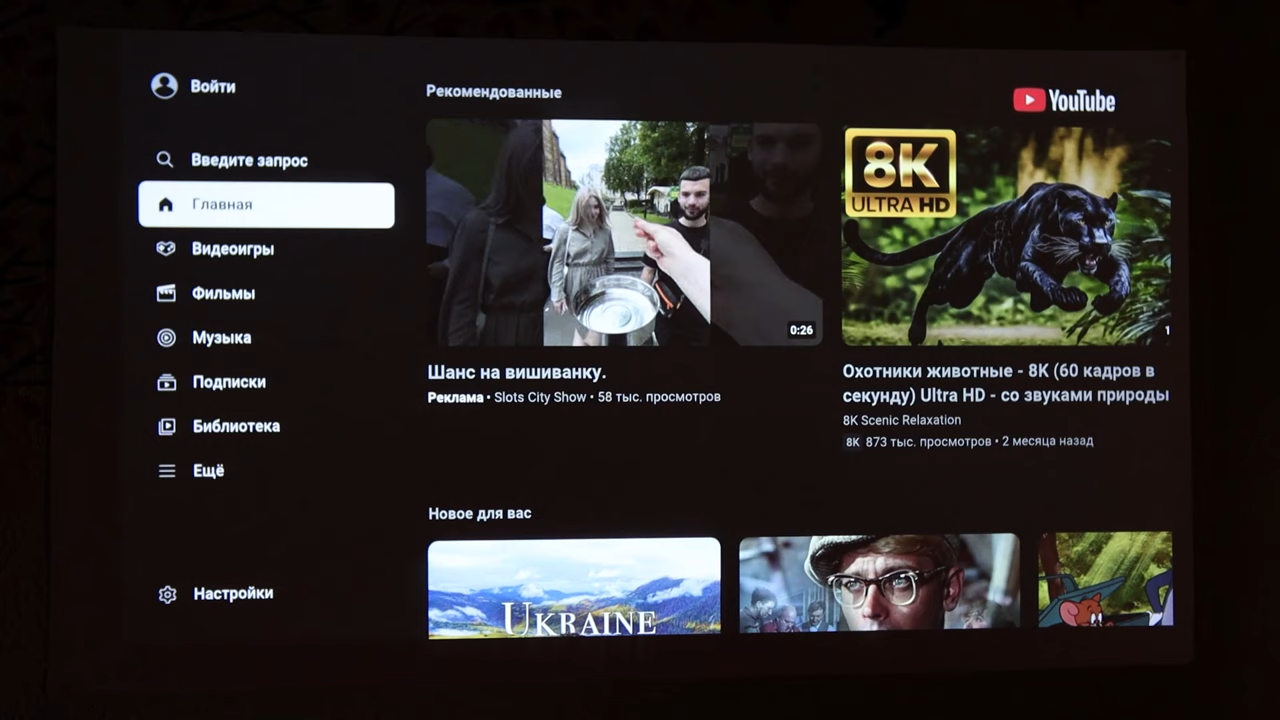 Войти
Введите запрос
Главная
Видеоигры
Фильмы
Музыка
Подписки
Библиотека
Ещё
Настройки
YouTube
Рекомендованные
0:26
Шанс на вишиванку.
Реклама • Slots City Show • 58 тыс. просмотров
8K
ULTRA HD
Охотники животные - 8K (60 кадров в
секунду) Ultra HD - со звуками природы
8K Scenic Relaxation
8K 873 тыс. просмотров • 2 месяца назад
Новое для вас
UKRAINE